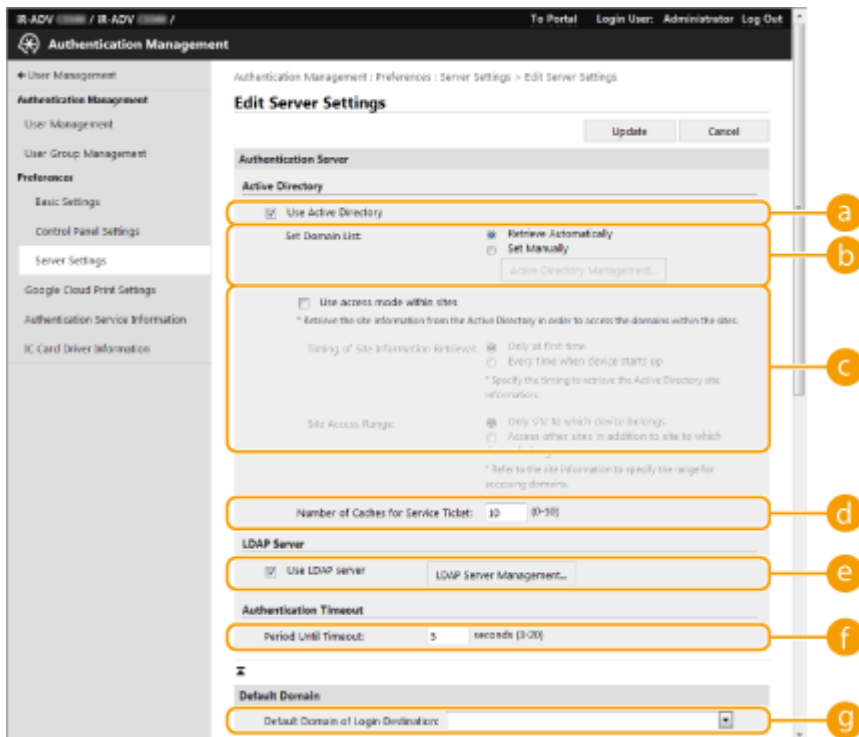 IR-ADV / IR-ADV /
To Portal Login User: Administrator Log Out
Authentication Management
User Management
Authentication Management : Preferences : Server Settings > Edit Server Settings
Authentication Management
User Management
User Group Management
Preferences
Basic Settings
Control Panel Settings
Server Settings
Google Cloud Print Settings
Authentication Service Information
IC Card Driver Information
Edit Server Settings
Update Cancel
Authentication Server
Active Directory
Use Active Directory
a
Set Domain List:
Retrieve Automatically
Set Manually
Active Directory Management...
b
Use access mode within sites
* Retrieve the site information from the Active Directory in order to access the domains within the sites.
Timing of Site Information Retrieval:
Only at first time
Every time when device starts up
* Specify the timing to retrieve the Active Directory site
information.
Site Access Range:
Only site to which device belongs
Access other sites in addition to site to which
c
* Refer to the site information to specify the range for
accessing domains.
Number of Caches for Service Ticket: 10 (0-10)
d
LDAP Server
Use LDAP server LDAP Server Management...
e
Authentication Timeout
Period Until Timeout: 5 seconds (3-20)
f
Default Domain
Default Domain of Login Destination:
g